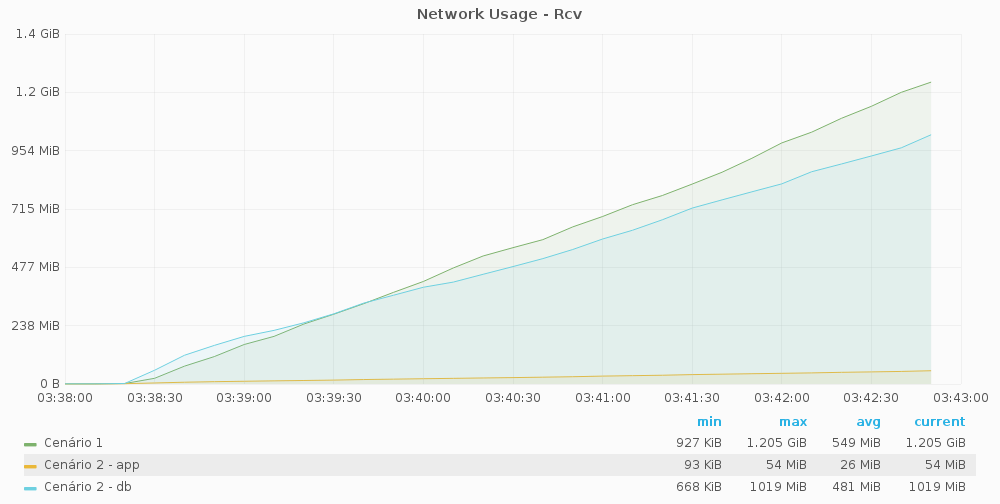 Network Usage - Rcv
1.4 GiB
1.2 GiB
954 MiB
715 MiB
477 MiB
238 MiB
0 B
03:38:00 03:38:30 03:39:00 03:39:30 03:40:00 03:40:30 03:41:00 03:41:30 03:42:00 03:42:30 03:43:00
min max avg current
Cenário 1 927 KiB 1.205 GiB 549 MiB 1.205 GiB
Cenário 2 - app 93 KiB 54 MiB 26 MiB 54 MiB
Cenário 2 - db 668 KiB 1019 MiB 481 MiB 1019 MiB